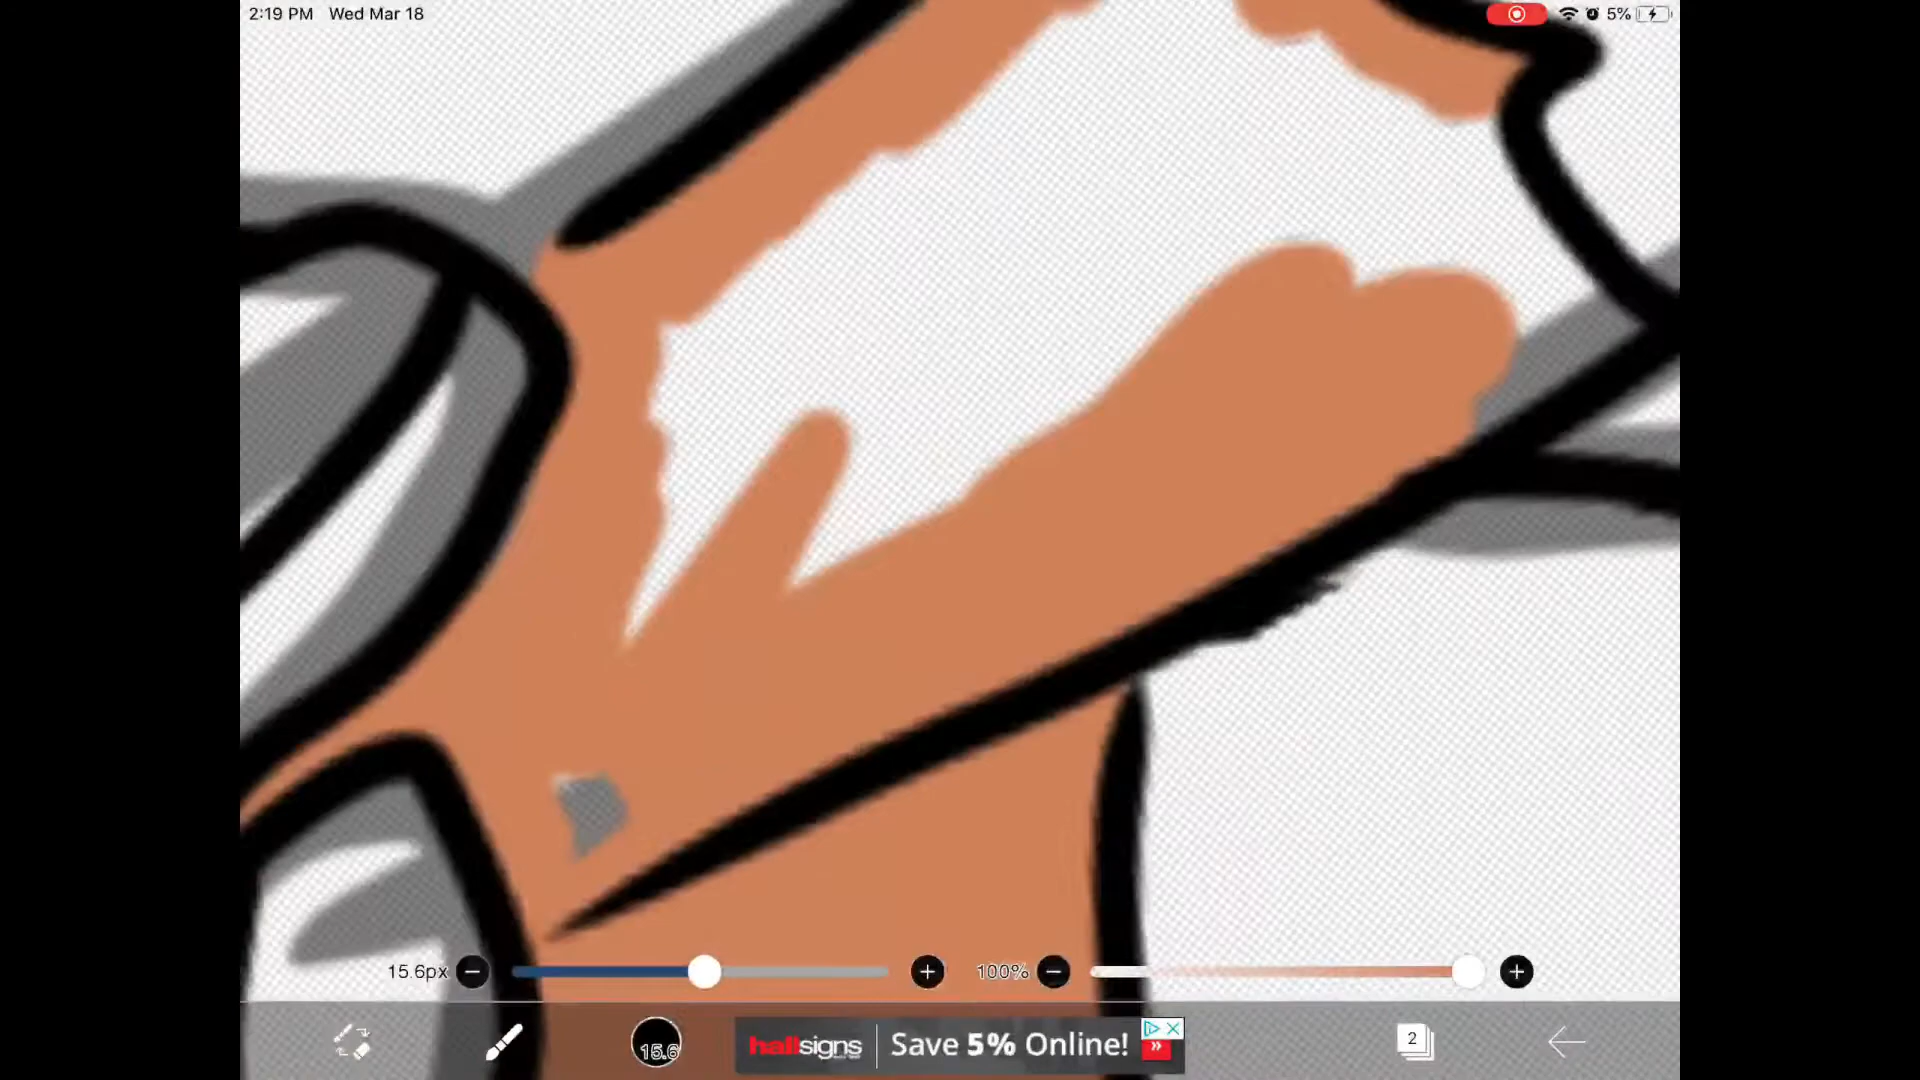 2:19 PM Wed Mar 18 5%
15.6px 100%
15.6 hallsigns Save 5% Online! » 2